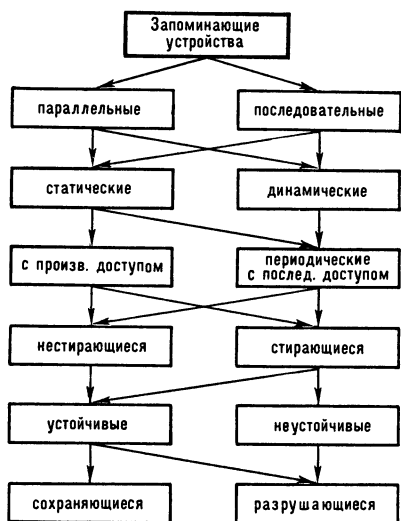 Запоминающие
устройства
параллельные
последовательные
статические
динамические
с произв. доступом
периодические
с послед. доступом
нестирающиеся
стирающиеся
устойчивые
неустойчивые
сохраняющиеся
разрушающиеся